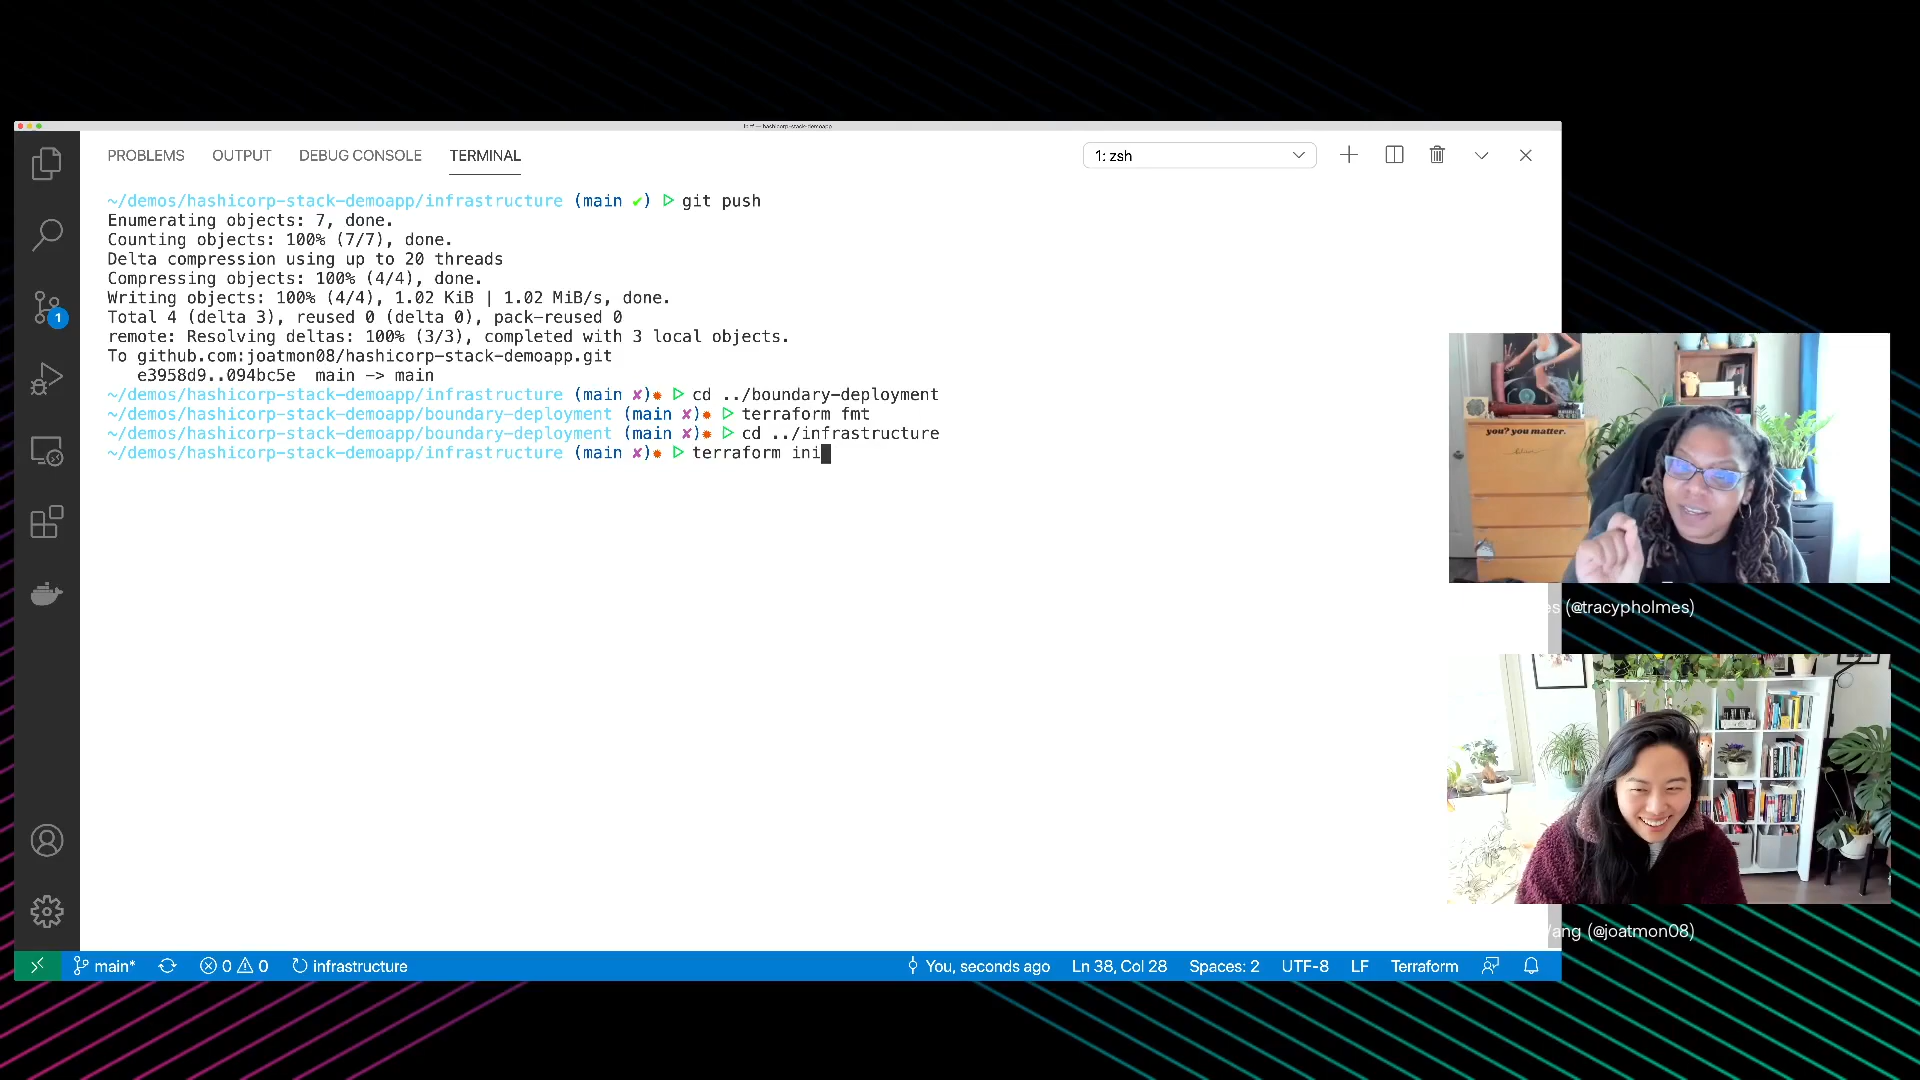 in.tf — hashicorp-stack-demoapp
PROBLEMS OUTPUT DEBUG CONSOLE TERMINAL 1: zsh
~/demos/hashicorp-stack-demoapp/infrastructure (main ✔) ▷ git push
Enumerating objects: 7, done.
Counting objects: 100% (7/7), done.
Delta compression using up to 20 threads
Compressing objects: 100% (4/4), done.
Writing objects: 100% (4/4), 1.02 KiB | 1.02 MiB/s, done.
Total 4 (delta 3), reused 0 (delta 0), pack-reused 0
remote: Resolving deltas: 100% (3/3), completed with 3 local objects.
To github.com:joatmon08/hashicorp-stack-demoapp.git
e3958d9..094bc5e main -> main
~/demos/hashicorp-stack-demoapp/infrastructure (main ✘)✹ ▷ cd ../boundary-deployment
~/demos/hashicorp-stack-demoapp/boundary-deployment (main ✘)✹ ▷ terraform fmt
~/demos/hashicorp-stack-demoapp/boundary-deployment (main ✘)✹ ▷ cd ../infrastructure
~/demos/hashicorp-stack-demoapp/infrastructure (main ✘)✹ ▷ terraform ini
1
you? you matter.
es (@tracypholmes)
ang (@joatmon08)
main* 0 0 infrastructure You, seconds ago Ln 38, Col 28 Spaces: 2 UTF-8 LF Terraform